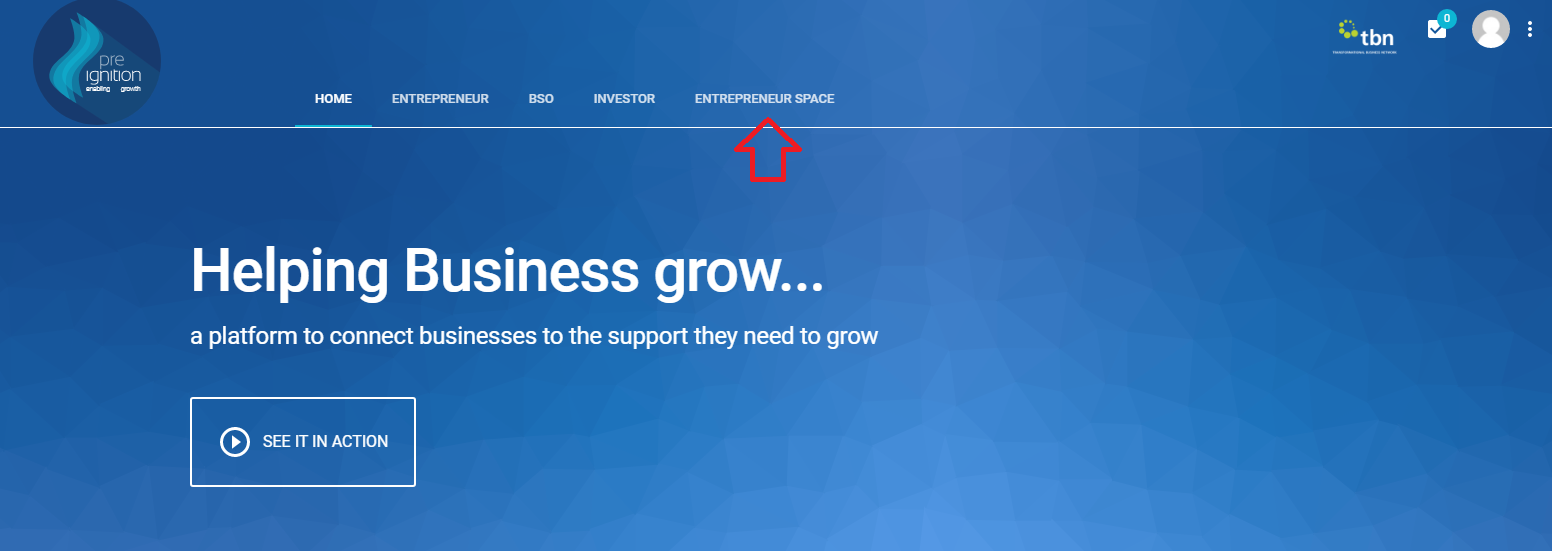 pre
ignition
enabling growth
tbn
TRANSFORMATIONAL BUSINESS NETWORK
0
HOME ENTREPRENEUR BSO INVESTOR ENTREPRENEUR SPACE
Helping Business grow...
a platform to connect businesses to the support they need to grow
SEE IT IN ACTION